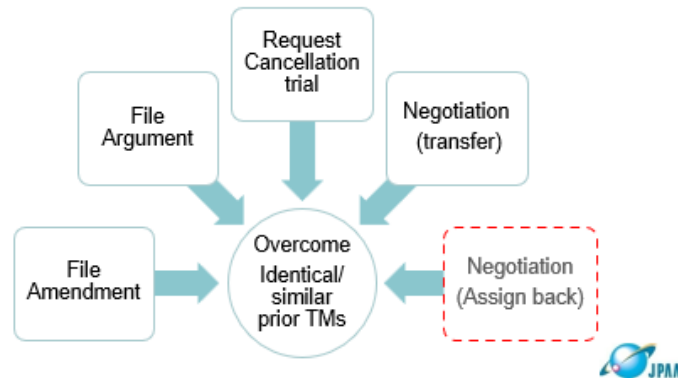 Request
Cancellation
trial
File
Argument
Negotiation
(transfer)
File
Amendment
Overcome
Identical/
similar
prior TMs
Negotiation
(Assign back)
JPAA